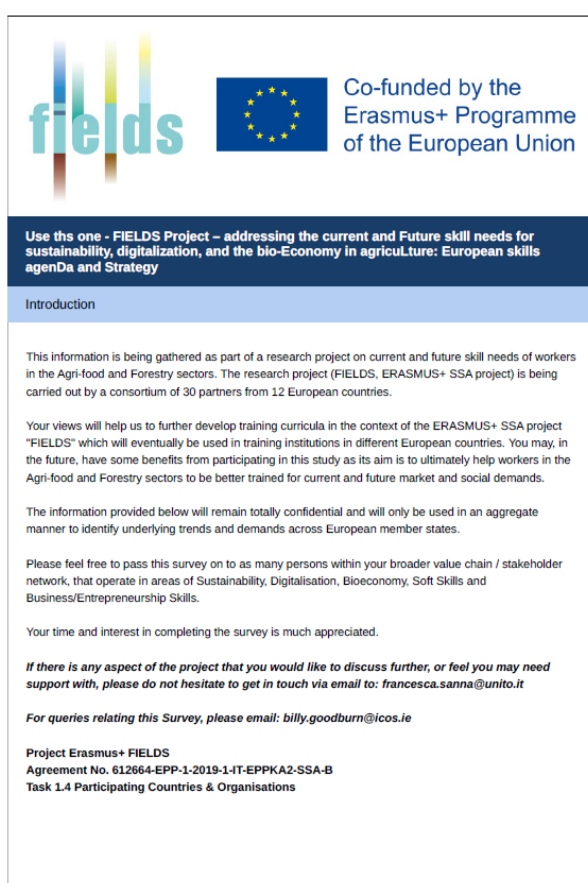 fields
Co-funded by the
Erasmus+ Programme
of the European Union
Use ths one - FIELDS Project – addressing the current and Future skIll needs for
sustainability, digitalization, and the bio-Economy in agricuLture: European skills
agenDa and Strategy
Introduction
This information is being gathered as part of a research project on current and future skill needs of workers
in the Agri-food and Forestry sectors. The research project (FIELDS, ERASMUS+ SSA project) is being
carried out by a consortium of 30 partners from 12 European countries.
Your views will help us to further develop training curricula in the context of the ERASMUS+ SSA project
"FIELDS" which will eventually be used in training institutions in different European countries. You may, in
the future, have some benefits from participating in this study as its aim is to ultimately help workers in the
Agri-food and Forestry sectors to be better trained for current and future market and social demands.
The information provided below will remain totally confidential and will only be used in an aggregate
manner to identify underlying trends and demands across European member states.
Please feel free to pass this survey on to as many persons within your broader value chain / stakeholder
network, that operate in areas of Sustainability, Digitalisation, Bioeconomy, Soft Skills and
Business/Entrepreneurship Skills.
Your time and interest in completing the survey is much appreciated.
If there is any aspect of the project that you would like to discuss further, or feel you may need
support with, please do not hesitate to get in touch via email to: francesca.sanna@unito.it
For queries relating this Survey, please email: billy.goodburn@icos.ie
Project Erasmus+ FIELDS
Agreement No. 612664-EPP-1-2019-1-IT-EPPKA2-SSA-B
Task 1.4 Participating Countries & Organisations